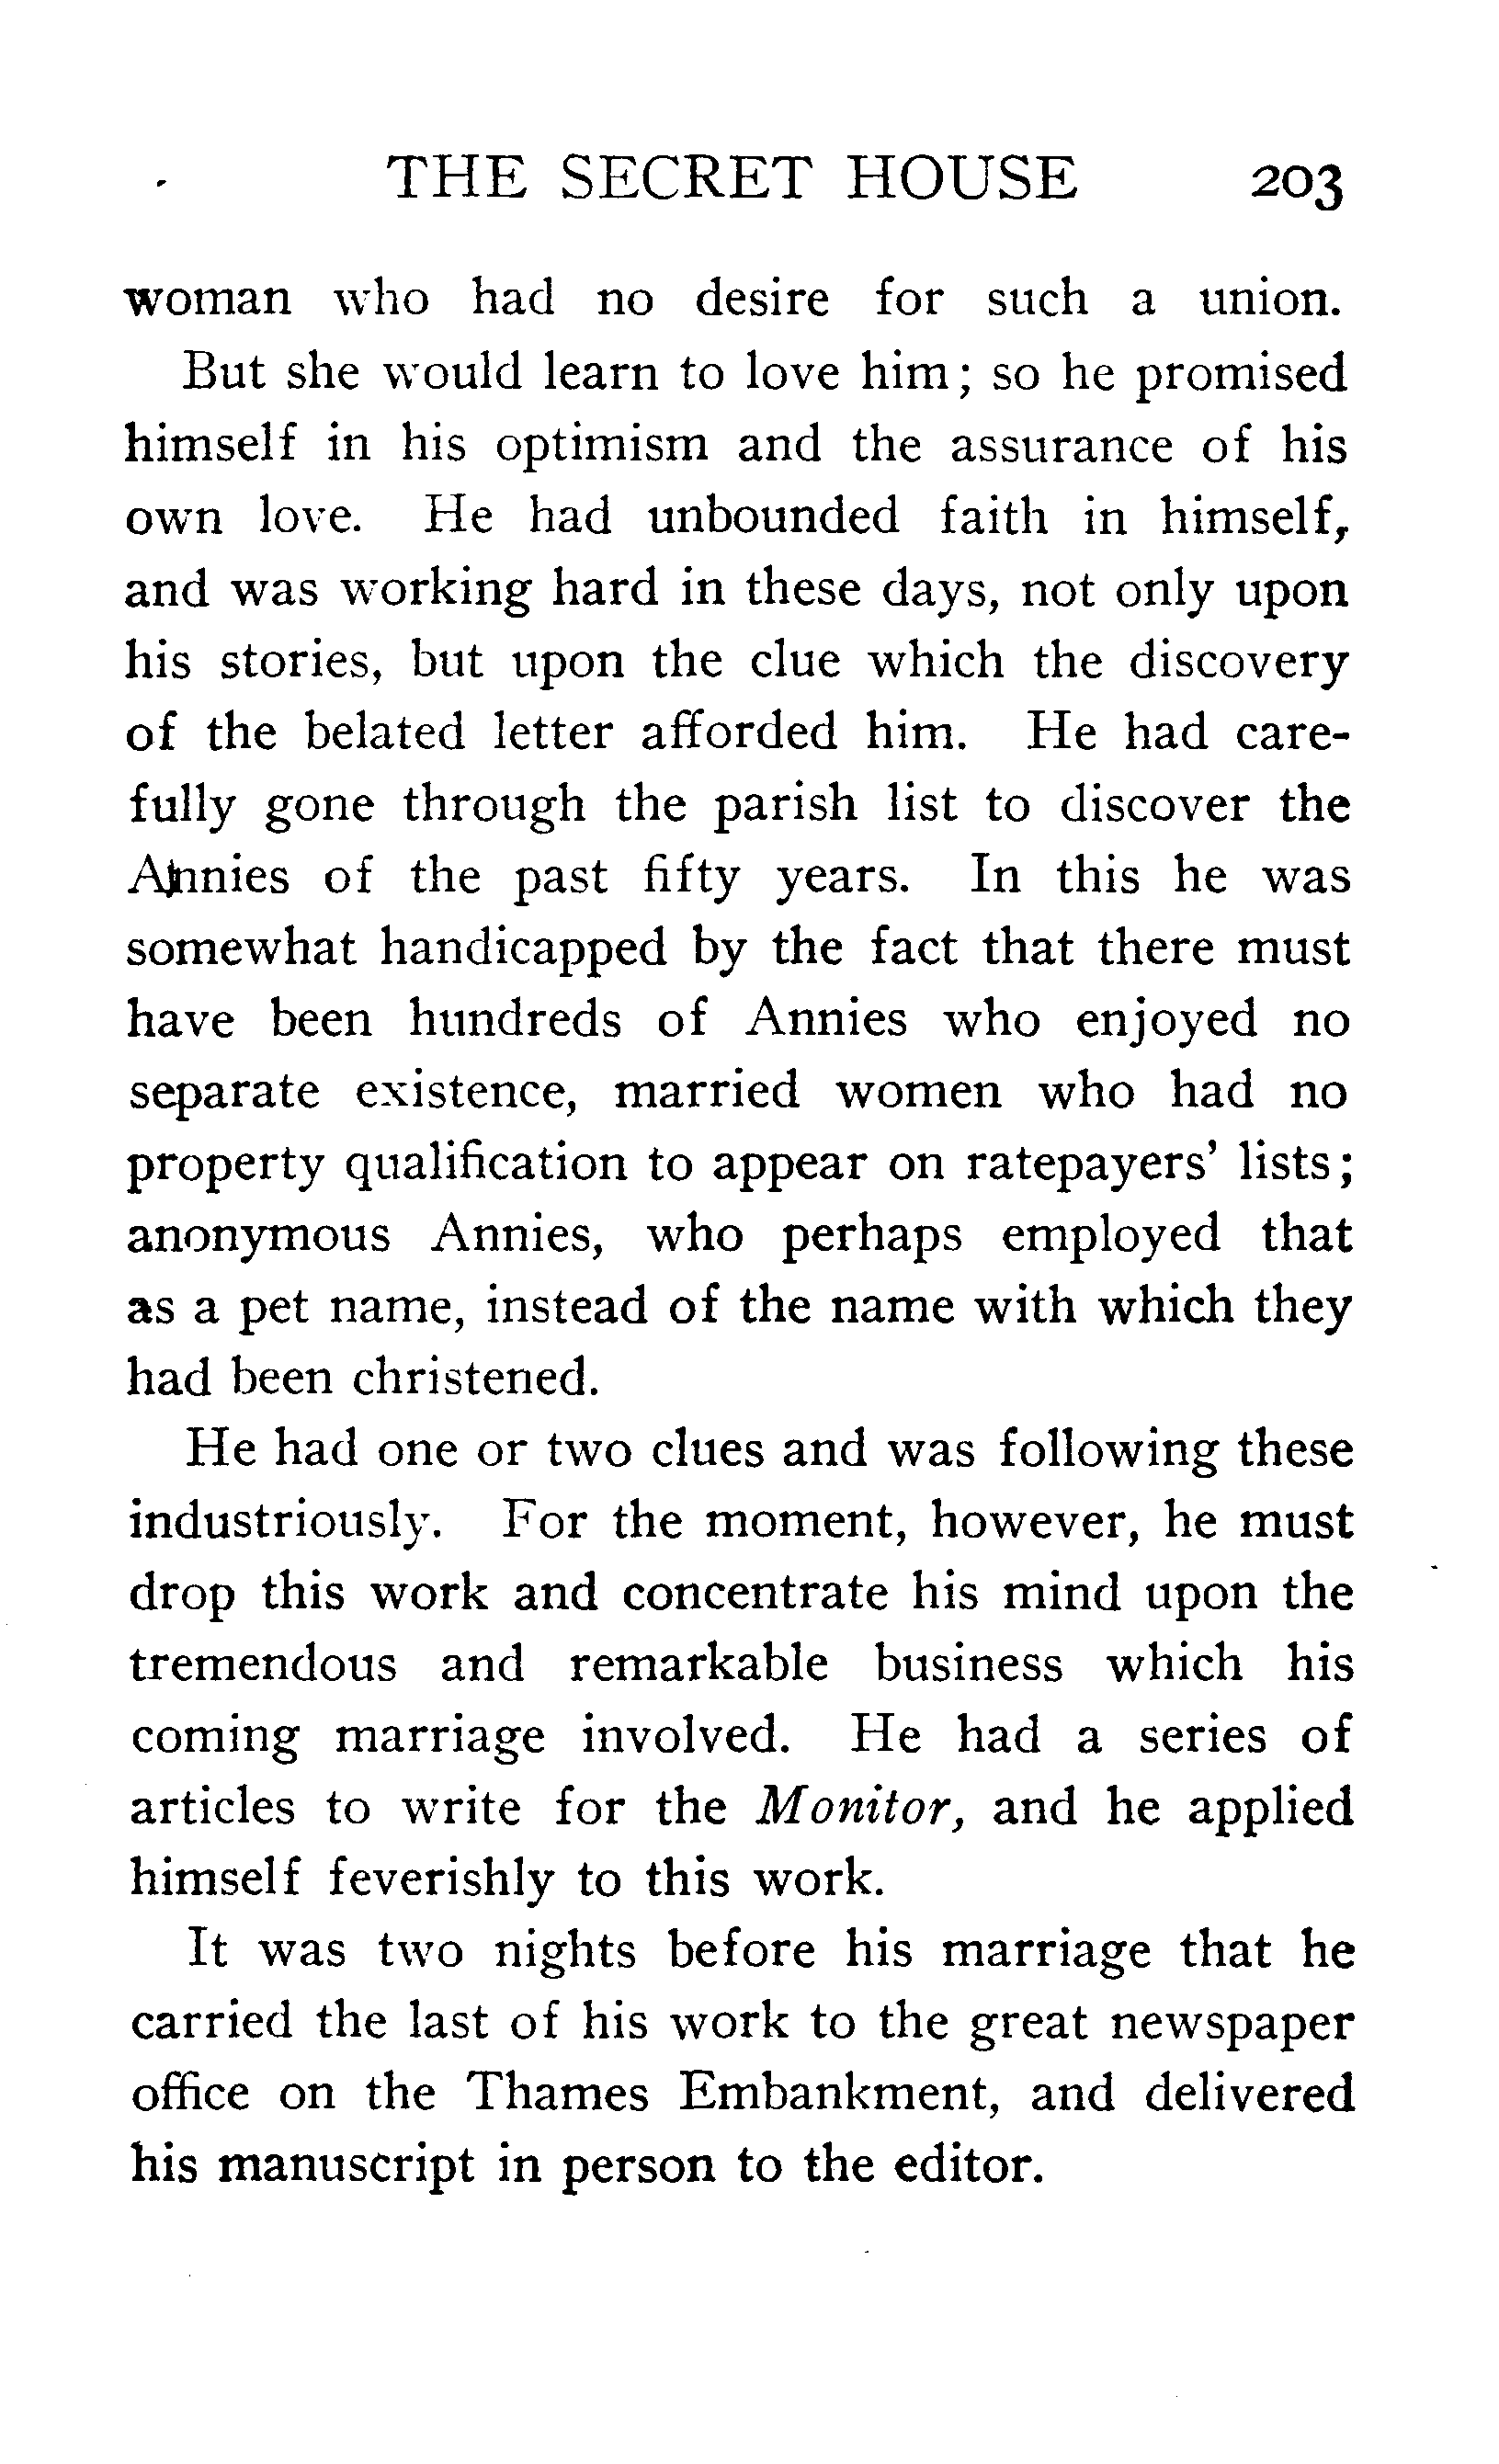 THE SECRET HOUSE 203
woman who had no desire for such a union.
But she would learn to love him; so he promised
himself in his optimism and the assurance of his
own love. He had unbounded faith in himself,
and was working hard in these days, not only upon
his stories, but upon the clue which the discovery
of the belated letter afforded him. He had care-
fully gone through the parish list to discover the
Annies of the past fifty years. In this he was
somewhat handicapped by the fact that there must
have been hundreds of Annies who enjoyed no
separate existence, married women who had no
property qualification to appear on ratepayers' lists;
anonymous Annies, who perhaps employed that
as a pet name, instead of the name with which they
had been christened.
He had one or two clues and was following these
industriously. For the moment, however, he must
drop this work and concentrate his mind upon the
tremendous and remarkable business which his
coming marriage involved. He had a series of
articles to write for the Monitor, and he applied
himself feverishly to this work.
It was two nights before his marriage that he
carried the last of his work to the great newspaper
office on the Thames Embankment, and delivered
his manuscript in person to the editor.